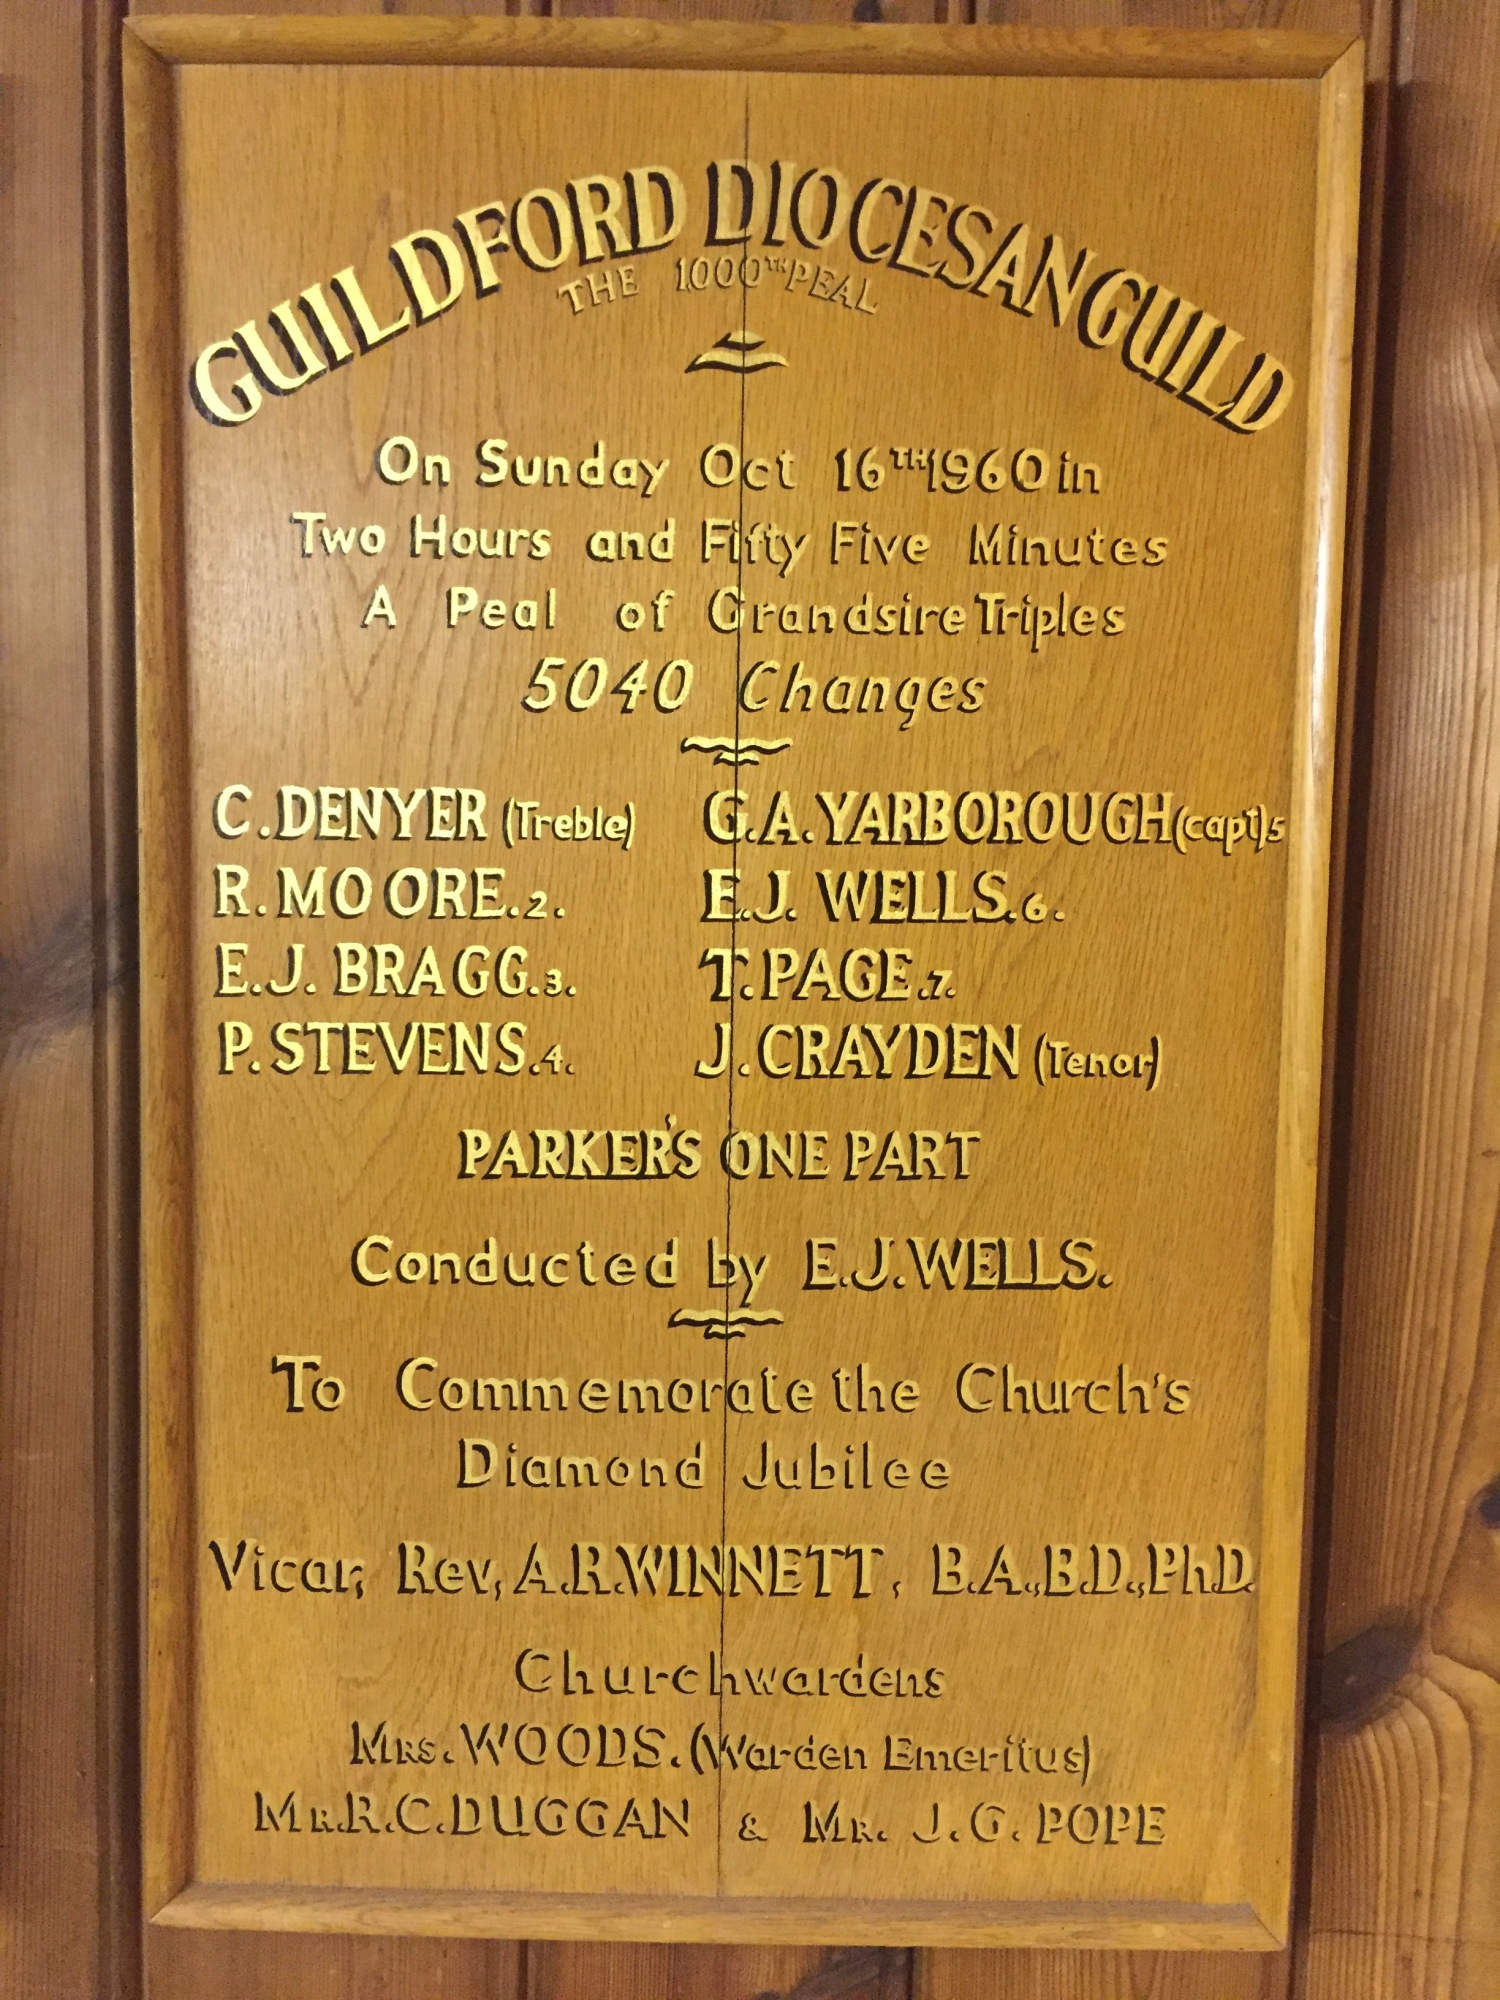 GUILDFORD DIOCESAN GUILD
THE 1000TH PEAL
On Sunday Oct 16TH 1960 in
Two Hours and Fifty Five Minutes
A Peal of Grandsire Triples
5040 Changes
C. DENYER (Treble) G.A. YARBOROUGH (capt) 5
R. MOORE. 2. E.J. WELLS. 6.
E.J. BRAGG. 3. T. PAGE. 7.
P. STEVENS. 4. J. CRAYDEN (Tenor)
PARKER'S ONE PART
Conducted by E.J. WELLS.
To Commemorate the Church's
Diamond Jubilee
Vicar, Rev, A.R. WINNETT, B.A., B.D., PhD.
Churchwardens
MRS. WOODS. (Warden Emeritus)
MR. R.C. DUGGAN & MR. J.G. POPE